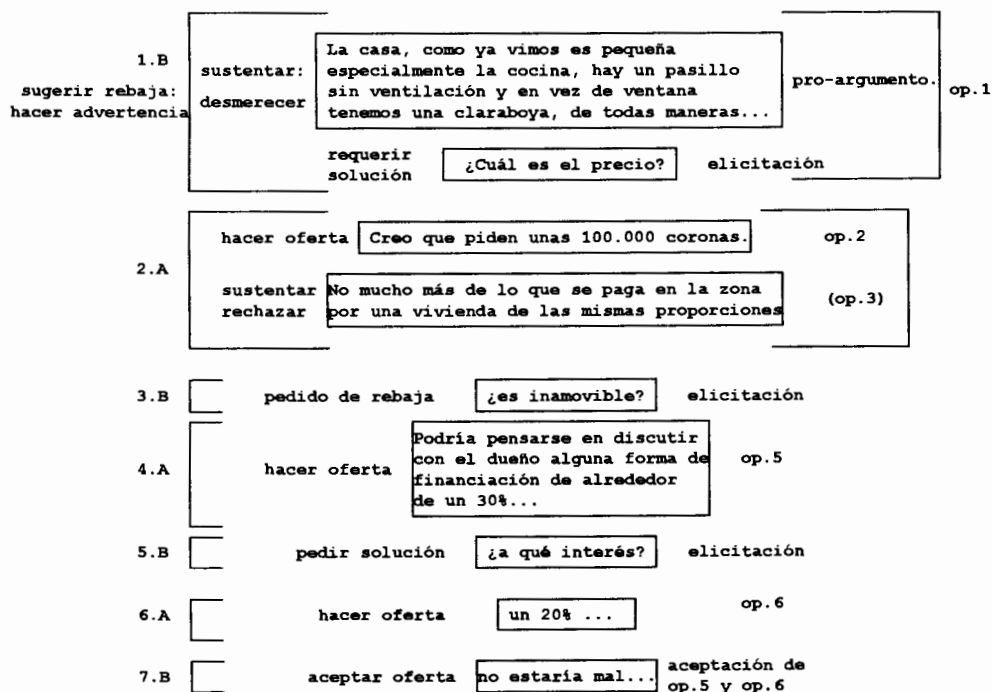 1.B
sugerir rebaja:
hacer advertencia
sustentar:
desmerecer
La casa, como ya vimos es pequeña
especialmente la cocina, hay un pasillo
sin ventilación y en vez de ventana
tenemos una claraboya, de todas maneras...
pro-argumento.
op.1
requerir
solución
¿Cuál es el precio?
elicitación
2.A
hacer oferta
Creo que piden unas 100.000 coronas.
op.2
sustentar
rechazar
No mucho más de lo que se paga en la zona
por una vivienda de las mismas proporciones
(op.3)
3.B
pedido de rebaja
¿es inamovible?
elicitación
4.A
hacer oferta
Podría pensarse en discutir
con el dueño alguna forma de
financiación de alrededor
de un 30%...
op.5
5.B
pedir solución
¿a qué interés?
elicitación
6.A
hacer oferta
un 20% ...
op.6
7.B
aceptar oferta
no estaría mal...
aceptación de
op.5 y op.6